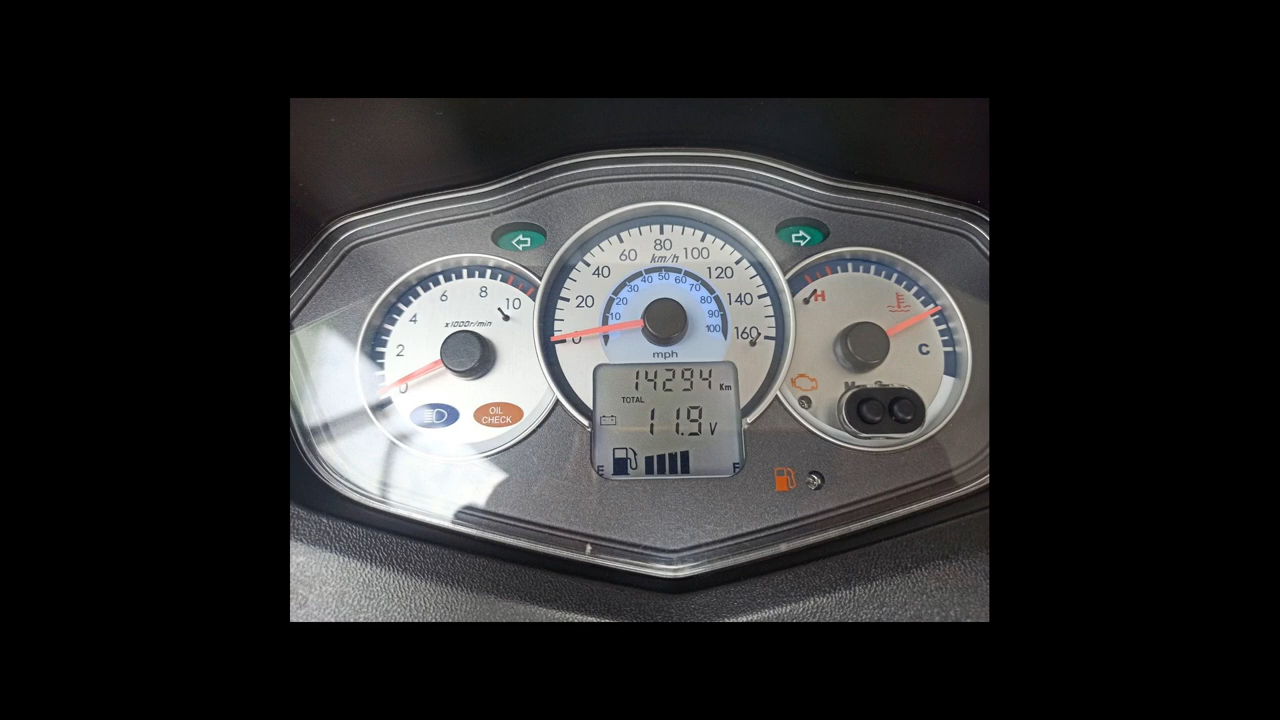 0 2 4 6 8 10
x1000r/min
OIL
CHECK
0 20 40 60 80 100 120 140 160
km/h
10 20 30 40 50 60 70 80 90 100
mph
14294 Km
TOTAL
11.9 V
E F
H
C